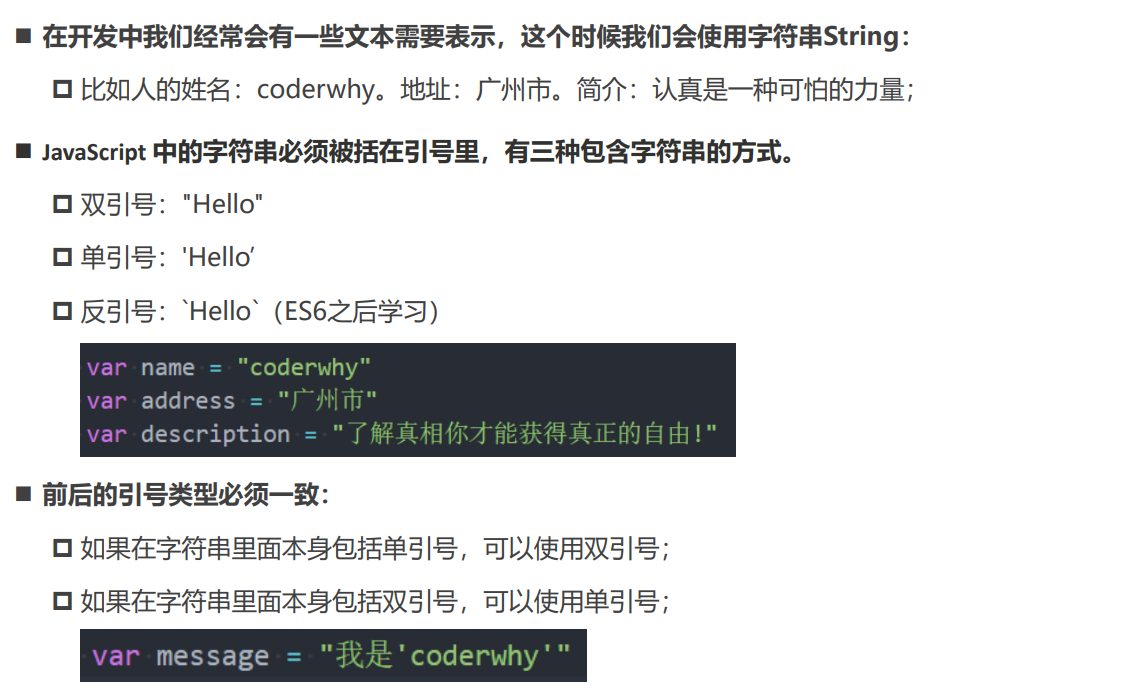 ■ 在开发中我们经常会有一些文本需要表示，这个时候我们会使用字符串String：
❑ 比如人的姓名：coderwhy。地址：广州市。简介：认真是一种可怕的力量；
■ JavaScript 中的字符串必须被括在引号里，有三种包含字符串的方式。
❑ 双引号："Hello"
❑ 单引号：'Hello’
❑ 反引号：`Hello`（ES6之后学习）
var name = "coderwhy"
var address = "广州市"
var description = "了解真相你才能获得真正的自由!"
■ 前后的引号类型必须一致：
❑ 如果在字符串里面本身包括单引号，可以使用双引号；
❑ 如果在字符串里面本身包括双引号，可以使用单引号；
var message = "我是'coderwhy'"